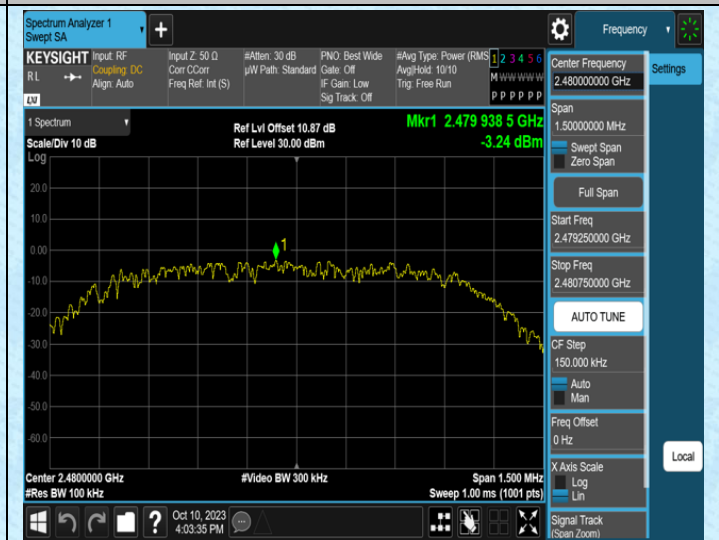 Spectrum Analyzer 1
Swept SA
Frequency
KEYSIGHT
RL
LXI
Input: RF
Coupling: DC
Align: Auto
Input Z: 50 Ω
Corr CCorr
Freq Ref: Int (S)
#Atten: 30 dB
µW Path: Standard
PNO: Best Wide
Gate: Off
IF Gain: Low
Sig Track: Off
#Avg Type: Power (RMS
Avg|Hold: 10/10
Trig: Free Run
1 2 3 4 5 6
M W W W W W
P P P P P P
1 Spectrum
Scale/Div 10 dB
Log
Ref Lvl Offset 10.87 dB
Ref Level 30.00 dBm
Mkr1 2.479 938 5 GHz
-3.24 dBm
20.0
10.0
0.00
-10.0
-20.0
-30.0
-40.0
-50.0
-60.0
1
Center 2.4800000 GHz
#Res BW 100 kHz
#Video BW 300 kHz
Span 1.500 MHz
Sweep 1.00 ms (1001 pts)
Oct 10, 2023
4:03:35 PM
Center Frequency
2.480000000 GHz
Span
1.50000000 MHz
Swept Span
Zero Span
Full Span
Start Freq
2.479250000 GHz
Stop Freq
2.480750000 GHz
AUTO TUNE
CF Step
150.000 kHz
Auto
Man
Freq Offset
0 Hz
X Axis Scale
Log
Lin
Signal Track
(Span Zoom)
Settings
Local